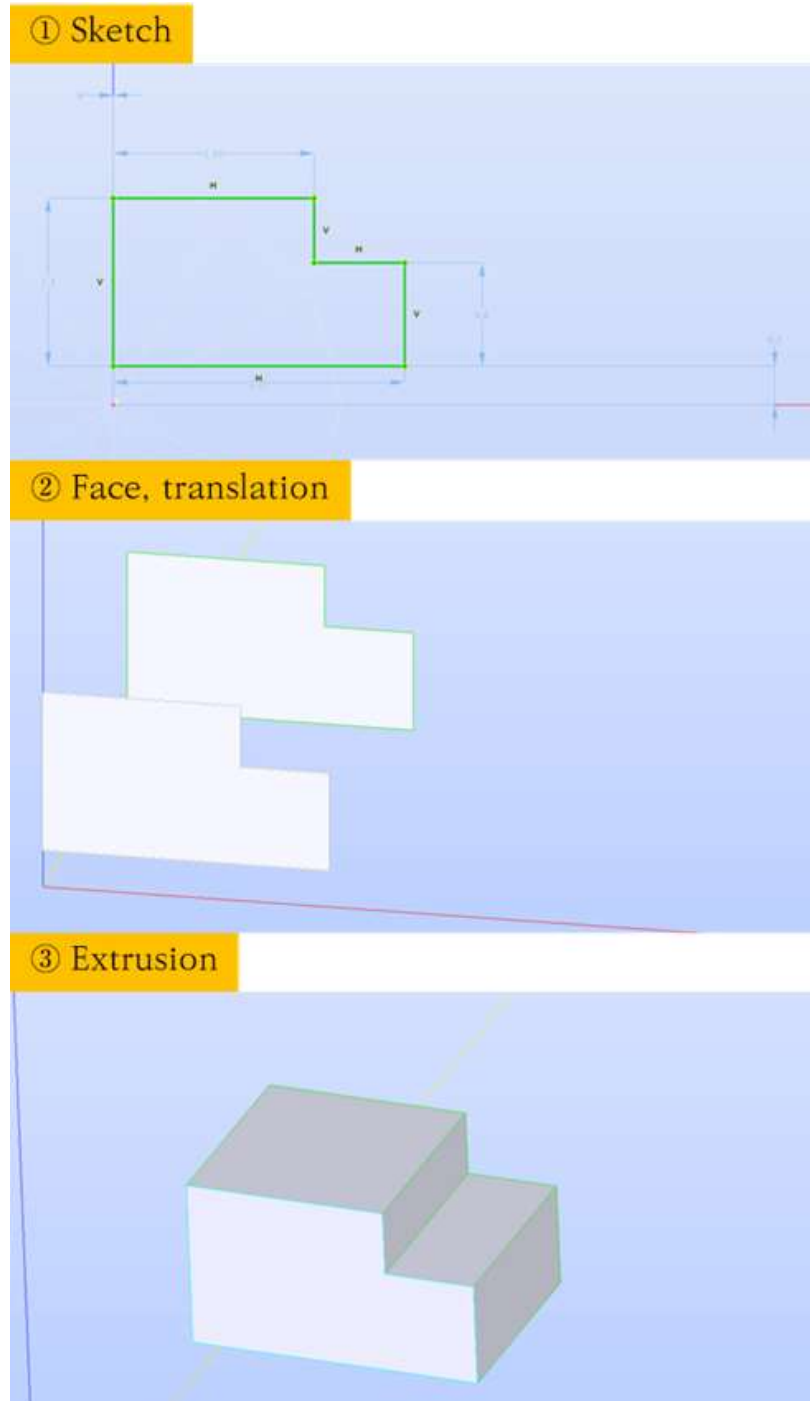 ① Sketch
H
V
H
V
V
H
② Face, translation
③ Extrusion